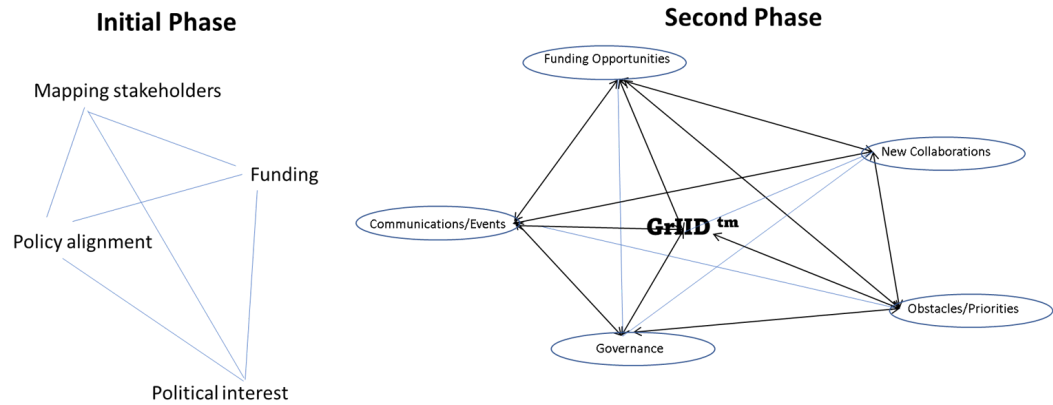 Initial Phase
Mapping stakeholders
Funding
Policy alignment
Political interest
Second Phase
Funding Opportunities
New Collaborations
Communications/Events
GrIID tm
Obstacles/Priorities
Governance